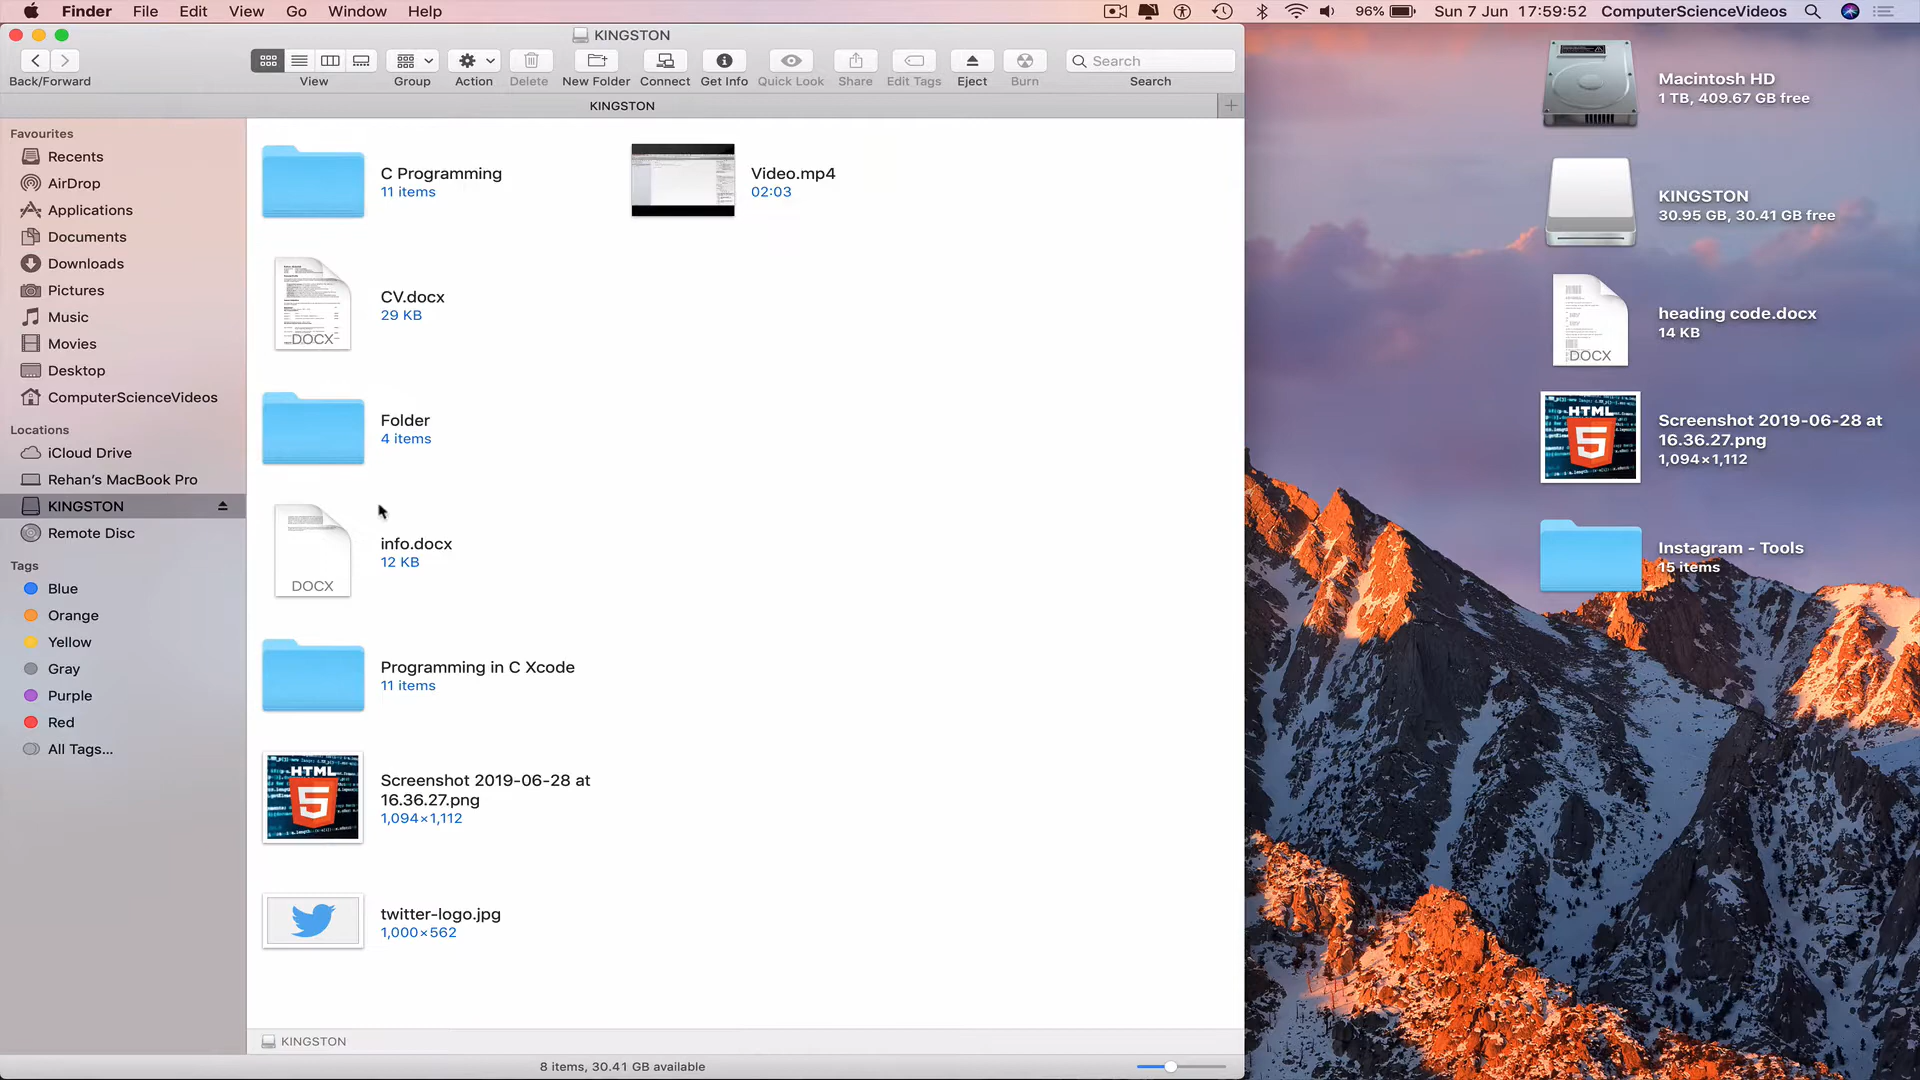 Finder File Edit View Go Window Help
96% Sun 7 Jun 17:59:52 ComputerScienceVideos
KINGSTON
Search
Back/Forward View Group Action Delete New Folder Connect Get Info Quick Look Share Edit Tags Eject Burn Search
KINGSTON
Favourites
Recents
AirDrop
Applications
Documents
Downloads
Pictures
Music
Movies
Desktop
ComputerScienceVideos
Locations
iCloud Drive
Rehan's MacBook Pro
KINGSTON
Remote Disc
Tags
Blue
Orange
Yellow
Gray
Purple
Red
All Tags...
C Programming
11 items
Video.mp4
02:03
DOCX
CV.docx
29 KB
Folder
4 items
DOCX
info.docx
12 KB
Programming in C Xcode
11 items
HTML
5
Screenshot 2019-06-28 at
16.36.27.png
1,094×1,112
twitter-logo.jpg
1,000×562
KINGSTON
8 items, 30.41 GB available
Macintosh HD
1 TB, 409.67 GB free
KINGSTON
30.95 GB, 30.41 GB free
DOCX
heading code.docx
14 KB
HTML
5
Screenshot 2019-06-28 at
16.36.27.png
1,094×1,112
Instagram - Tools
15 items